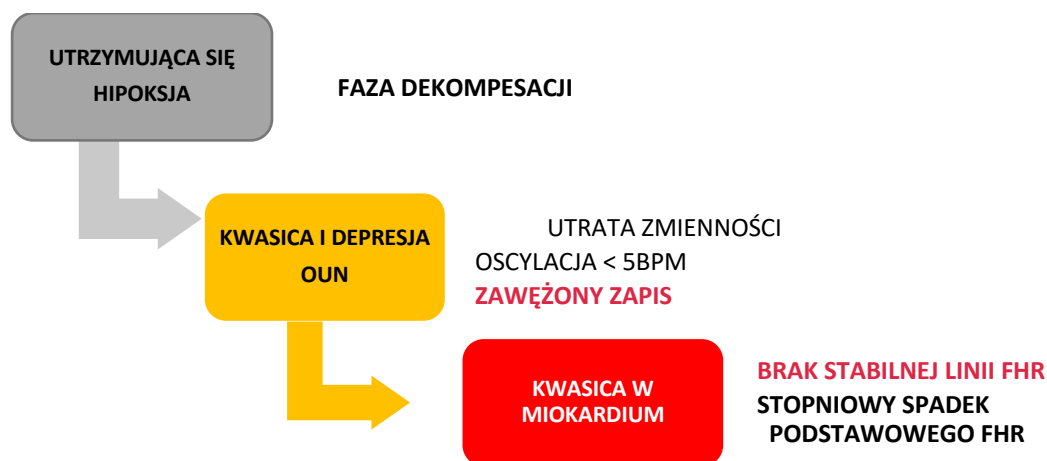 UTRZYMUJĄCA SIĘ
HIPOKSJA
FAZA DEKOMPESACJI
KWASICA I DEPRESJA
OUN
UTRATA ZMIENNOŚCI
OSCYLACJA < 5BPM
ZAWĘŻONY ZAPIS
KWASICA W
MIOKARDIUM
BRAK STABILNEJ LINII FHR
STOPNIOWY SPADEK
PODSTAWOWEGO FHR